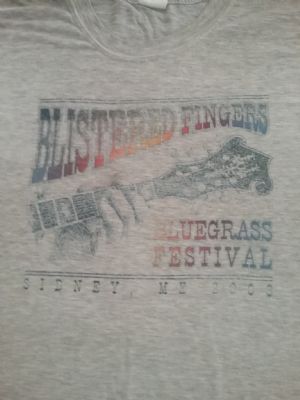 BLISTERED FINGERS
BLUEGRASS
FESTIVAL
SIDNEY, ME